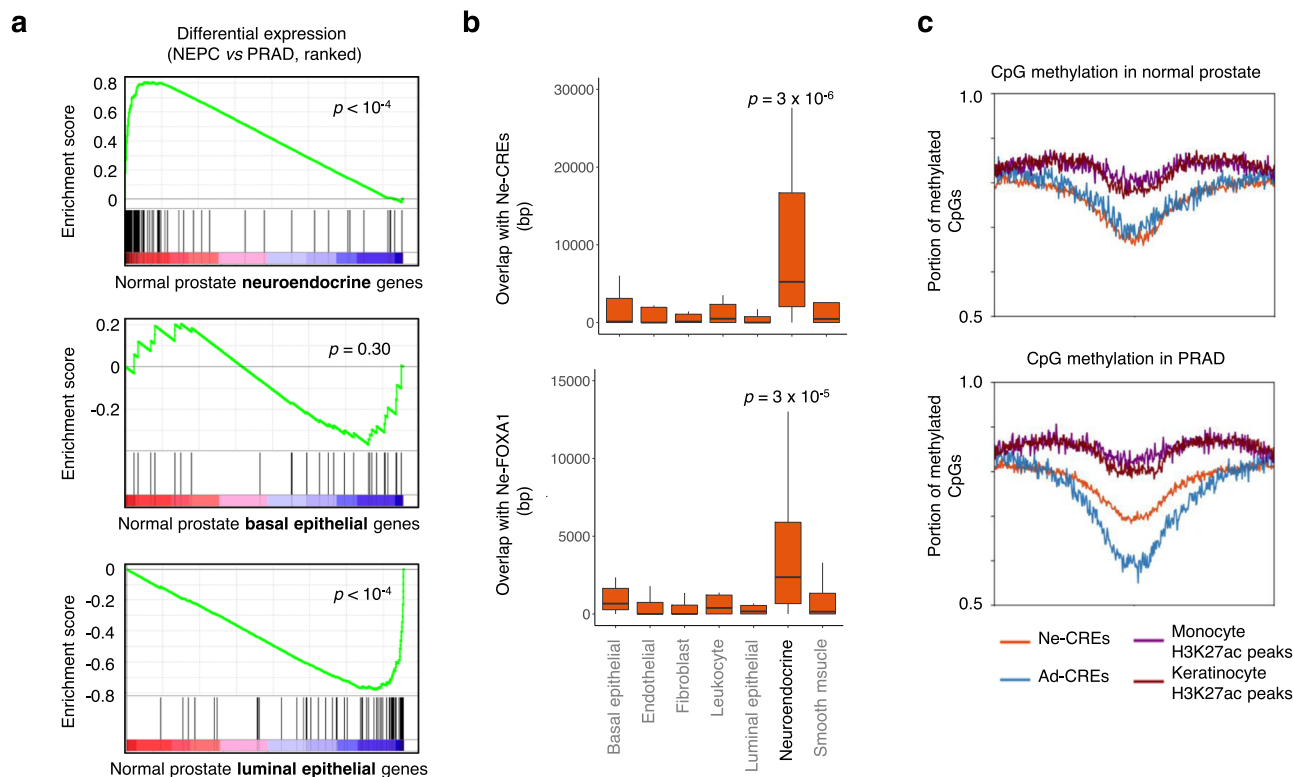 a
Differential expression
(NEPC vs PRAD, ranked)
Enrichment score
0.8
0.6
0.4
0.2
0
p < 10-4
Normal prostate neuroendocrine genes
Enrichment score
0.2
0
-0.2
p = 0.30
Normal prostate basal epithelial genes
Enrichment score
0
-0.2
-0.4
-0.6
-0.8
p < 10-4
Normal prostate luminal epithelial genes
b
Overlap with Ne-CREs
(bp)
30000
20000
10000
0
p = 3 x 10-6
Overlap with Ne-FOXA1
(bp)
15000
10000
5000
0
p = 3 x 10-5
Basal epithelial
Endothelial
Fibroblast
Leukocyte
Luminal epithelial
Neuroendocrine
Smooth msucle
c
CpG methylation in normal prostate
Portion of methylated
CpGs
1.0
0.5
CpG methylation in PRAD
Portion of methylated
CpGs
1.0
0.5
Ne-CREs
Ad-CREs
Monocyte
H3K27ac peaks
Keratinocyte
H3K27ac peaks